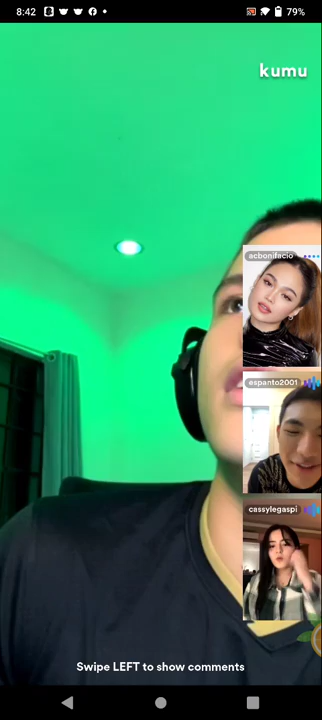 8:42
79%
kumu
acbonifacio
espanto2001
cassylegaspi
Swipe LEFT to show comments